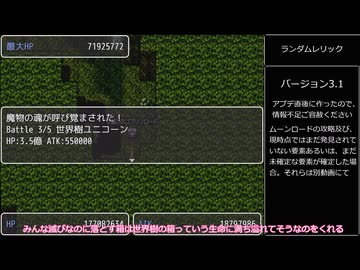 最大HP 71925772
魔物の魂が呼び覚まされた！
Battle 3/5 世界樹ユニコーン
HP:3.5億 ATK:550000
HP 177082634
ATK 18797986
みんな滅びなのに落とす箱は世界樹の箱っていう生命に満ち溢れてそうなのをくれる
ランダムレリック
バージョン3.1
アプデ直後に作ったので、
情報不足ご容赦ください
ムーンロードの攻略及び、
現時点ではまだ発見されて
いない要素あるいは、まだ
未確定な要素が確定した場
合。それらは別動画にて